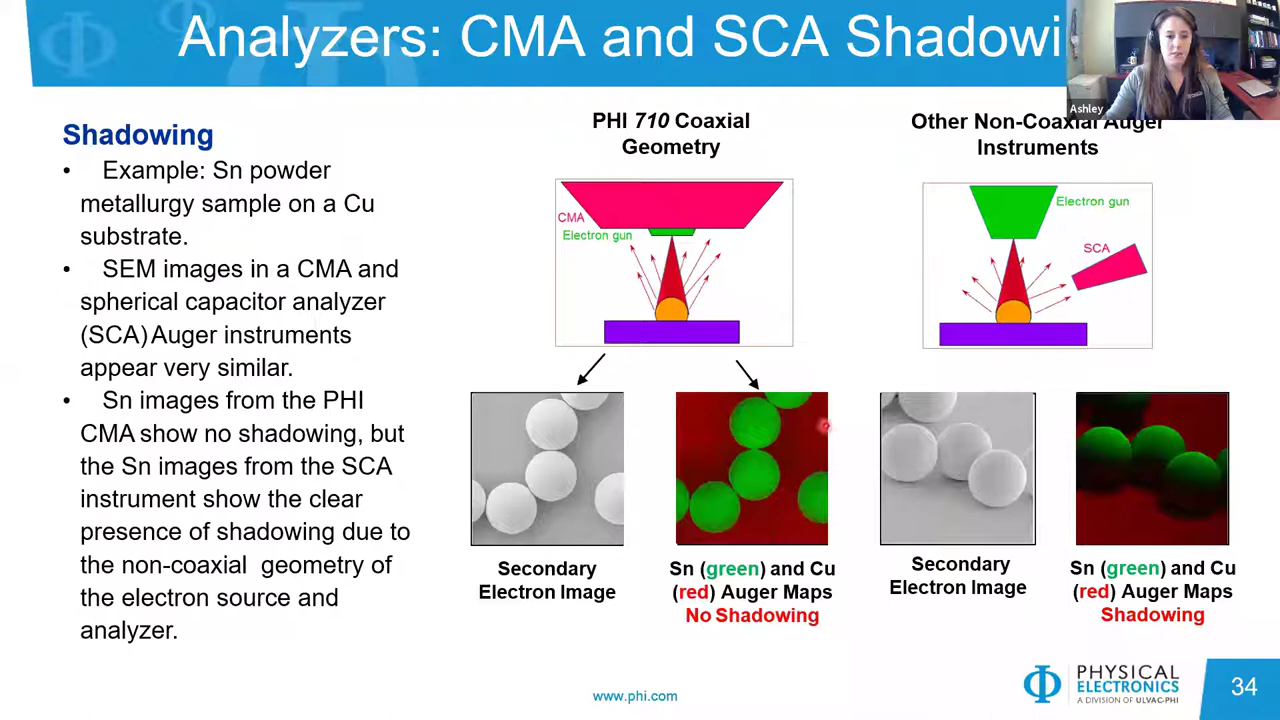 Analyzers: CMA and SCA Shadowi
Ashley
Shadowing
• Example: Sn powder
metallurgy sample on a Cu
substrate.
• SEM images in a CMA and
spherical capacitor analyzer
(SCA) Auger instruments
appear very similar.
• Sn images from the PHI
CMA show no shadowing, but
the Sn images from the SCA
instrument show the clear
presence of shadowing due to
the non-coaxial geometry of
the electron source and
analyzer.
PHI 710 Coaxial
Geometry
CMA
Electron gun
Other Non-Coaxial Auger
Instruments
Electron gun
SCA
Secondary
Electron Image
Sn (green) and Cu
(red) Auger Maps
No Shadowing
Secondary
Electron Image
Sn (green) and Cu
(red) Auger Maps
Shadowing
www.phi.com
PHYSICAL
ELECTRONICS
A DIVISION OF ULVAC-PHI
34